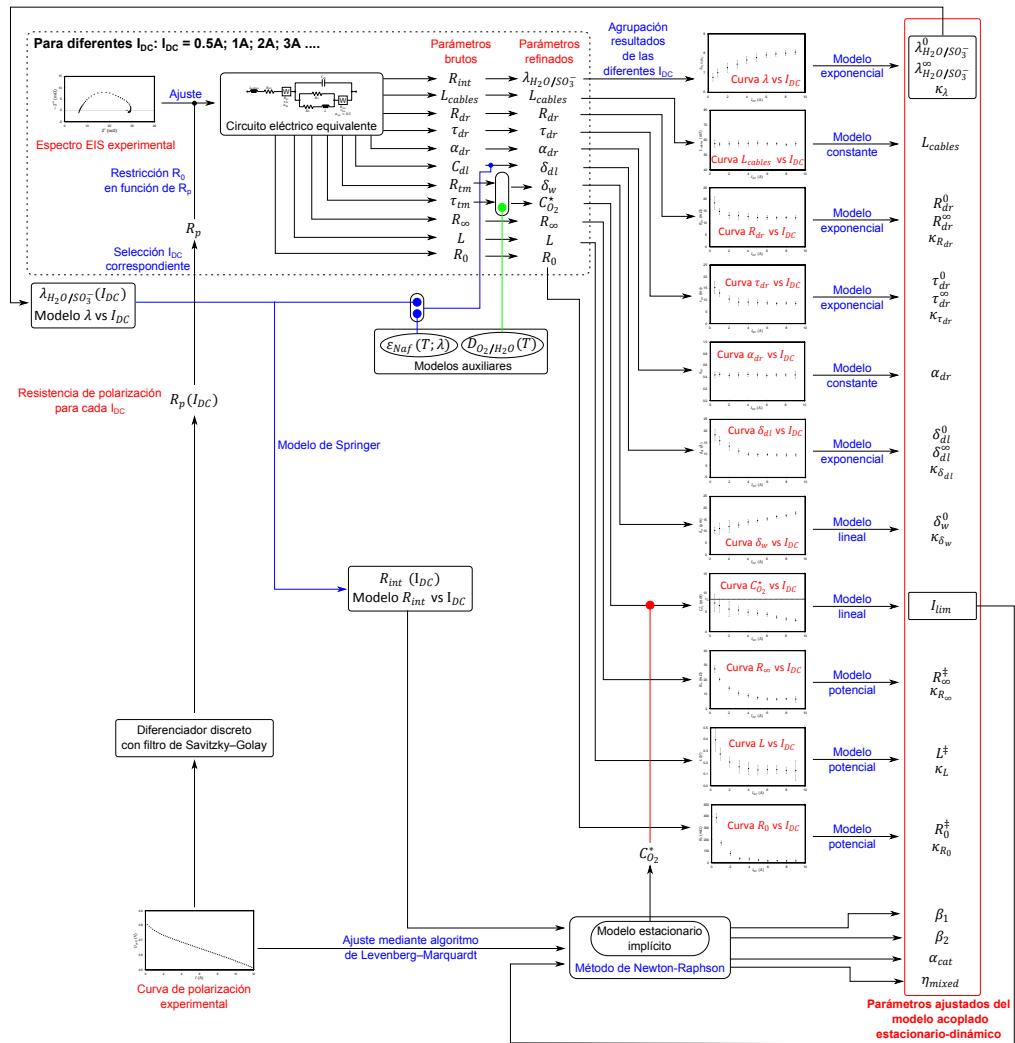 Para diferentes I_DC: I_DC = 0.5A; 1A; 2A; 3A ....
Espectro EIS experimental
Ajuste
Circuito eléctrico equivalente
Restricción R_0
en función de R_p
R_p
Selección I_DC
correspondiente
Parámetros
brutos
R_int
L_cables
R_dr
τ_dr
α_dr
C_dl
R_tm
τ_tm
R_∞
L
R_0
Parámetros
refinados
λ_H2O/SO3−
L_cables
R_dr
τ_dr
α_dr
δ_dl
δ_w
C*_O2
R_∞
L
R_0
Agrupación
resultados
de las
diferentes I_DC
λ_H2O/SO3−(I_DC)
Modelo λ vs I_DC
ε_Naf(T; λ)
D_O2/H2O(T)
Modelos auxiliares
Resistencia de polarización
para cada I_DC
R_p(I_DC)
Modelo de Springer
R_int (I_DC)
Modelo R_int vs I_DC
Diferenciador discreto
con filtro de Savitzky–Golay
Curva de polarización
experimental
Ajuste mediante algoritmo
de Levenberg–Marquardt
C*_O2
Modelo estacionario
implícito
Método de Newton-Raphson
Curva λ vs I_DC
Modelo
exponencial
λ^0_H2O/SO3−
λ^∞_H2O/SO3−
κ_λ
Curva L_cables vs I_DC
Modelo
constante
L_cables
Curva R_dr vs I_DC
Modelo
exponencial
R^0_dr
R^∞_dr
κ_Rdr
Curva τ_dr vs I_DC
Modelo
exponencial
τ^0_dr
τ^∞_dr
κ_τdr
Curva α_dr vs I_DC
Modelo
constante
α_dr
Curva δ_dl vs I_DC
Modelo
exponencial
δ^0_dl
δ^∞_dl
κ_δdl
Curva δ_w vs I_DC
Modelo
lineal
δ^0_w
κ_δw
Curva C*_O2 vs I_DC
Modelo
lineal
I_lim
Curva R_∞ vs I_DC
Modelo
potencial
R^‡_∞
κ_R∞
Curva L vs I_DC
Modelo
potencial
L^‡
κ_L
Curva R_0 vs I_DC
Modelo
potencial
R^‡_0
κ_R0
β_1
β_2
α_cat
η_mixed
Parámetros ajustados del
modelo acoplado
estacionario-dinámico